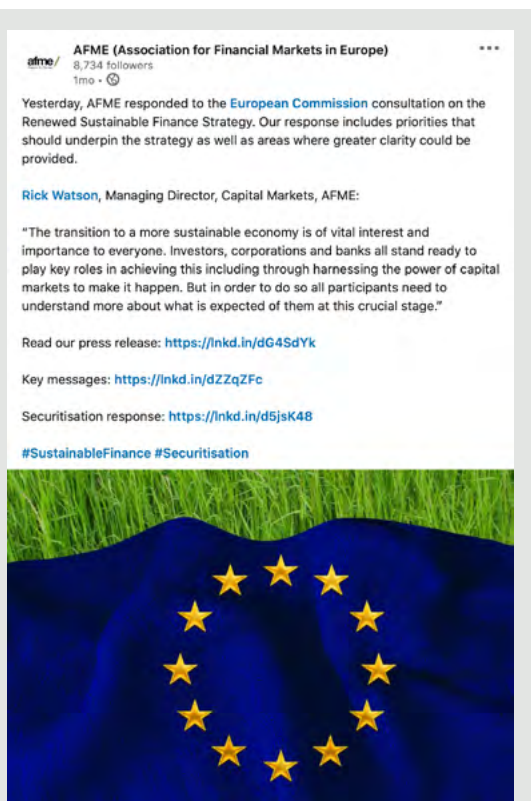 AFME (Association for Financial Markets in Europe)
afme/
8,734 followers
1mo •
Yesterday, AFME responded to the European Commission consultation on the
Renewed Sustainable Finance Strategy. Our response includes priorities that
should underpin the strategy as well as areas where greater clarity could be
provided.
Rick Watson, Managing Director, Capital Markets, AFME:
"The transition to a more sustainable economy is of vital interest and
importance to everyone. Investors, corporations and banks all stand ready to
play key roles in achieving this including through harnessing the power of capital
markets to make it happen. But in order to do so all participants need to
understand more about what is expected of them at this crucial stage."
Read our press release: https://lnkd.in/dG4SdYk
Key messages: https://lnkd.in/dZZqZFc
Securitisation response: https://lnkd.in/d5jsK48
#SustainableFinance #Securitisation